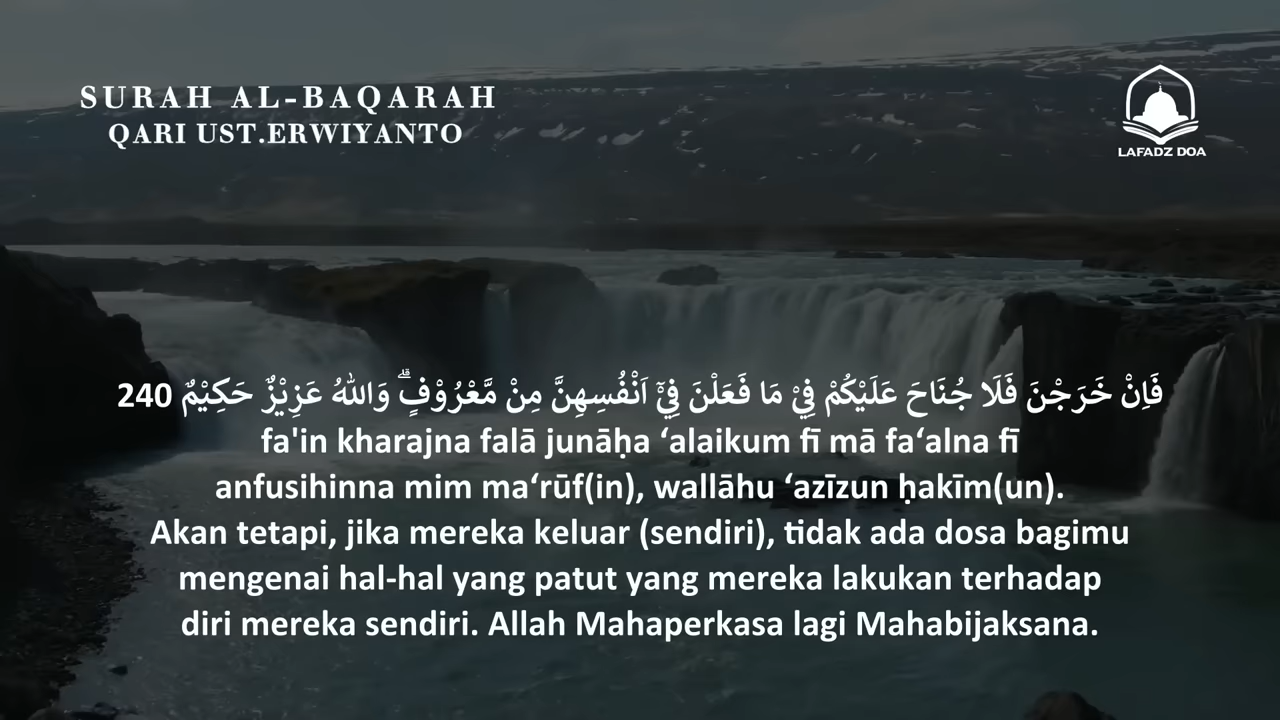 SURAH AL-BAQARAH
QARI UST.ERWIYANTO
LAFADZ DOA
فَاِنْ خَرَجْنَ فَلَا جُنَاحَ عَلَيْكُمْ فِيْ مَا فَعَلْنَ فِيْٓ اَنْفُسِهِنَّ مِنْ مَّعْرُوْفٍۗ وَاللّٰهُ عَزِيْزٌ حَكِيْمٌ 240
fa'in kharajna falā junāḥa ‘alaikum fī mā fa‘alna fī
anfusihinna mim ma‘rūf(in), wallāhu ‘azīzun ḥakīm(un).
Akan tetapi, jika mereka keluar (sendiri), tidak ada dosa bagimu
mengenai hal-hal yang patut yang mereka lakukan terhadap
diri mereka sendiri. Allah Mahaperkasa lagi Mahabijaksana.